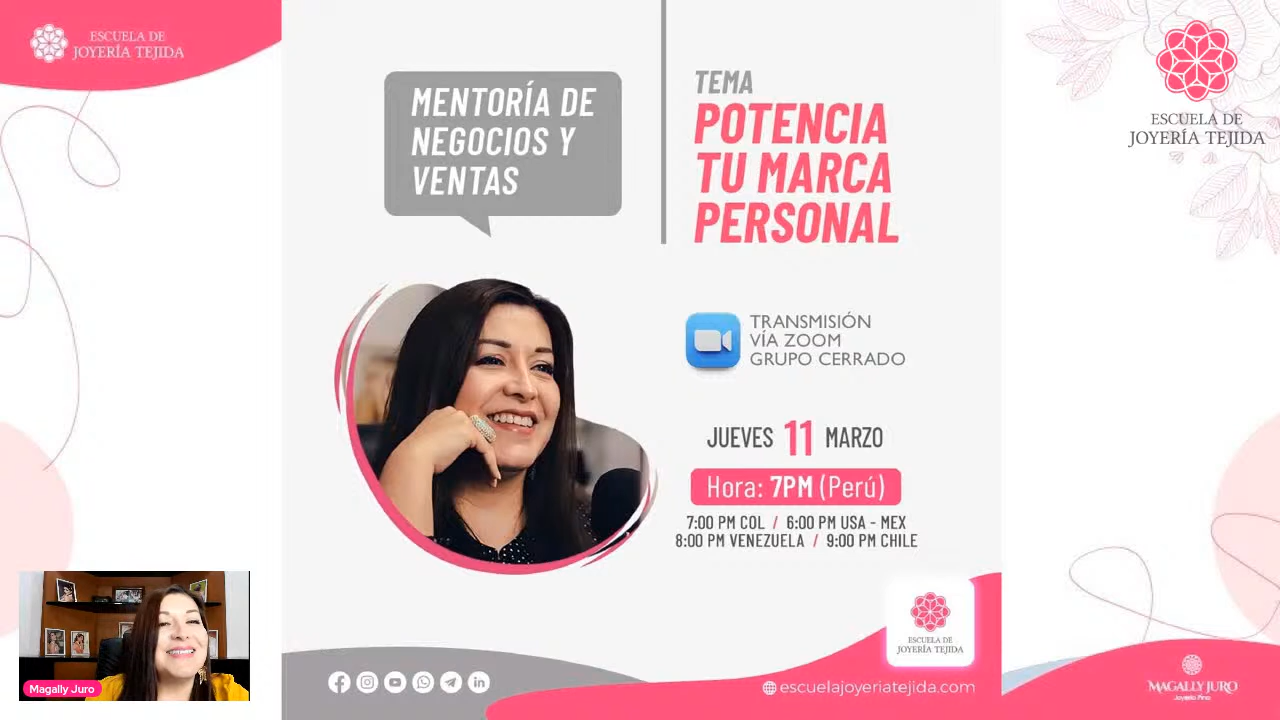 ESCUELA DE
JOYERÍA TEJIDA
MENTORÍA DE
NEGOCIOS Y
VENTAS
TEMA
POTENCIA
TU MARCA
PERSONAL
ESCUELA DE
JOYERÍA TEJIDA
TRANSMISIÓN
VÍA ZOOM
GRUPO CERRADO
JUEVES 11 MARZO
Hora: 7PM (Perú)
7:00 PM COL / 6:00 PM USA - MEX
8:00 PM VENEZUELA / 9:00 PM CHILE
ESCUELA DE
JOYERÍA TEJIDA
escuelajoyeriatejida.com
Magally Juro
MAGALLY JURO
Joyería Fina